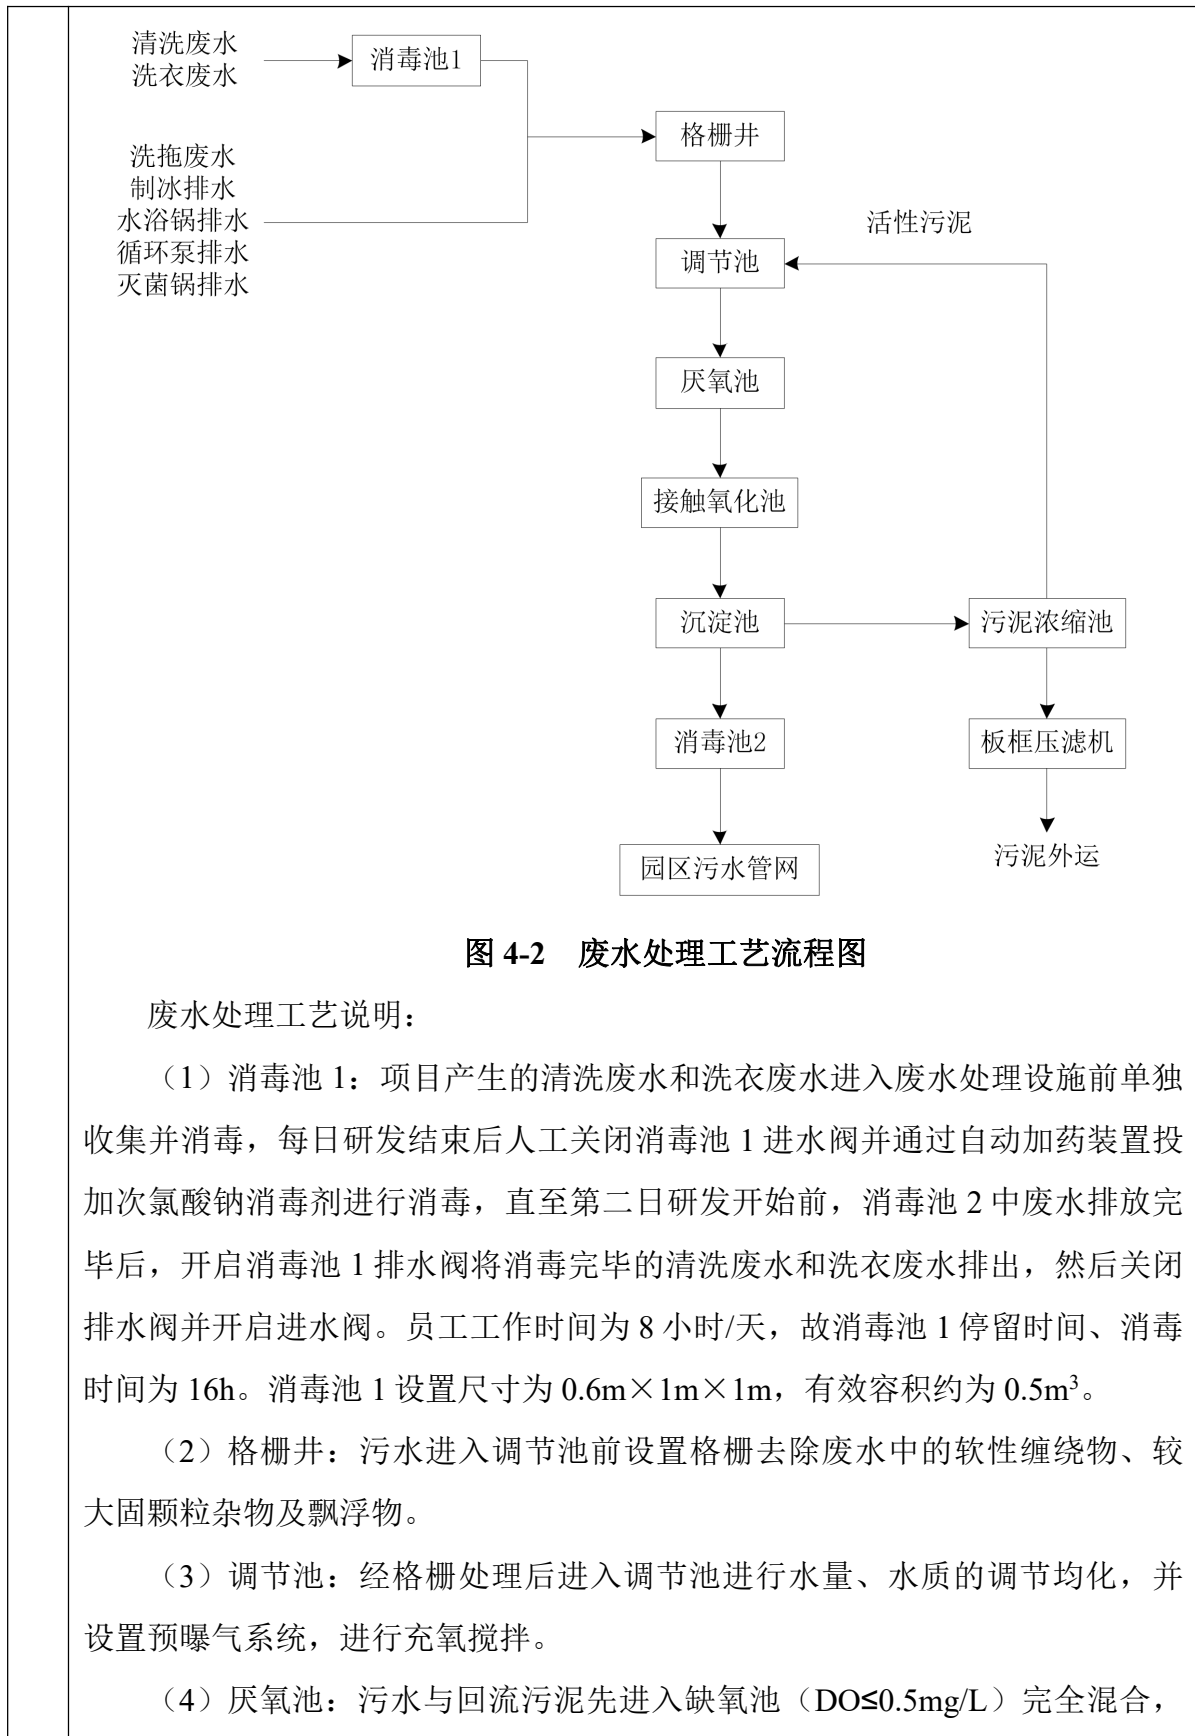 清洗废水
洗衣废水
消毒池1
洗拖废水
制冰排水
水浴锅排水
循环泵排水
灭菌锅排水
格栅井
活性污泥
调节池
厌氧池
接触氧化池
沉淀池
污泥浓缩池
消毒池2
板框压滤机
园区污水管网
污泥外运
图 4-2 废水处理工艺流程图
废水处理工艺说明：
（1）消毒池 1：项目产生的清洗废水和洗衣废水进入废水处理设施前单独
收集并消毒，每日研发结束后人工关闭消毒池 1 进水阀并通过自动加药装置投
加次氯酸钠消毒剂进行消毒，直至第二日研发开始前，消毒池 2 中废水排放完
毕后，开启消毒池 1 排水阀将消毒完毕的清洗废水和洗衣废水排出，然后关闭
排水阀并开启进水阀。员工工作时间为 8 小时/天，故消毒池 1 停留时间、消毒
时间为 16h。消毒池 1 设置尺寸为 0.6m×1m×1m，有效容积约为 0.5m³。
（2）格栅井：污水进入调节池前设置格栅去除废水中的软性缠绕物、较
大固颗粒杂物及飘浮物。
（3）调节池：经格栅处理后进入调节池进行水量、水质的调节均化，并
设置预曝气系统，进行充氧搅拌。
（4）厌氧池：污水与回流污泥先进入缺氧池（DO≤0.5mg/L）完全混合，